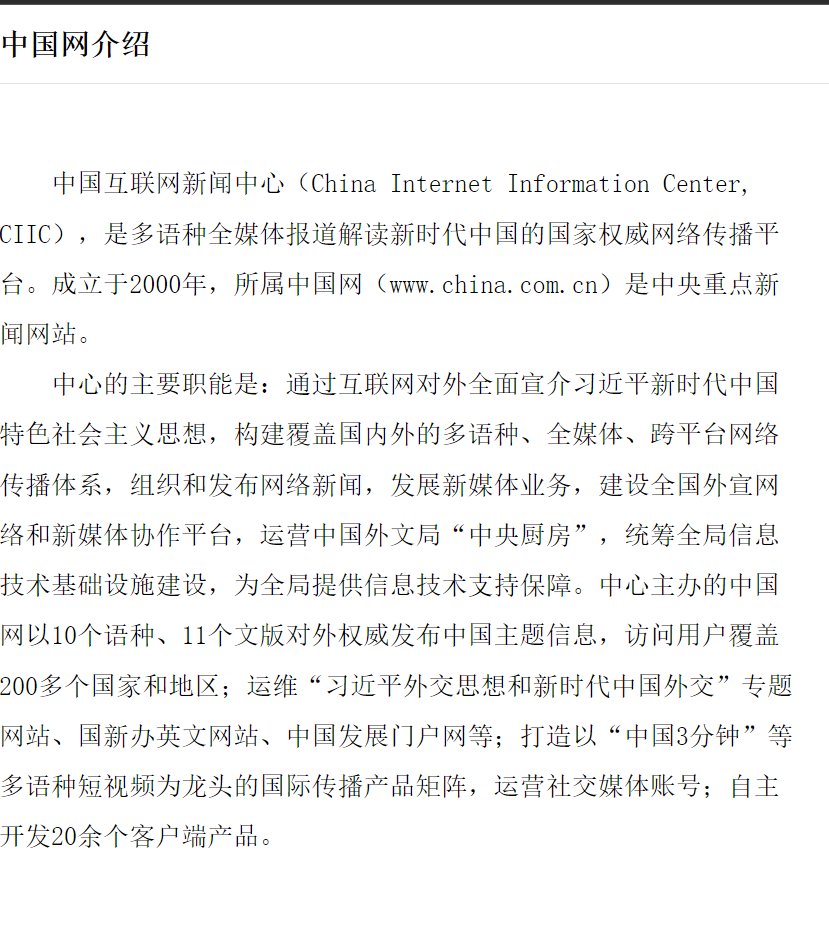 中国网介绍
中国互联网新闻中心（China Internet Information Center,
CIIC），是多语种全媒体报道解读新时代中国的国家权威网络传播平
台。成立于2000年，所属中国网（www.china.com.cn）是中央重点新
闻网站。
中心的主要职能是：通过互联网对外全面宣介习近平新时代中国
特色社会主义思想，构建覆盖国内外的多语种、全媒体、跨平台网络
传播体系，组织和发布网络新闻，发展新媒体业务，建设全国外宣网
络和新媒体协作平台，运营中国外文局“中央厨房”，统筹全局信息
技术基础设施建设，为全局提供信息技术支持保障。中心主办的中国
网以10个语种、11个文版对外权威发布中国主题信息，访问用户覆盖
200多个国家和地区；运维“习近平外交思想和新时代中国外交”专题
网站、国新办英文网站、中国发展门户网等；打造以“中国3分钟”等
多语种短视频为龙头的国际传播产品矩阵，运营社交媒体账号；自主
开发20余个客户端产品。